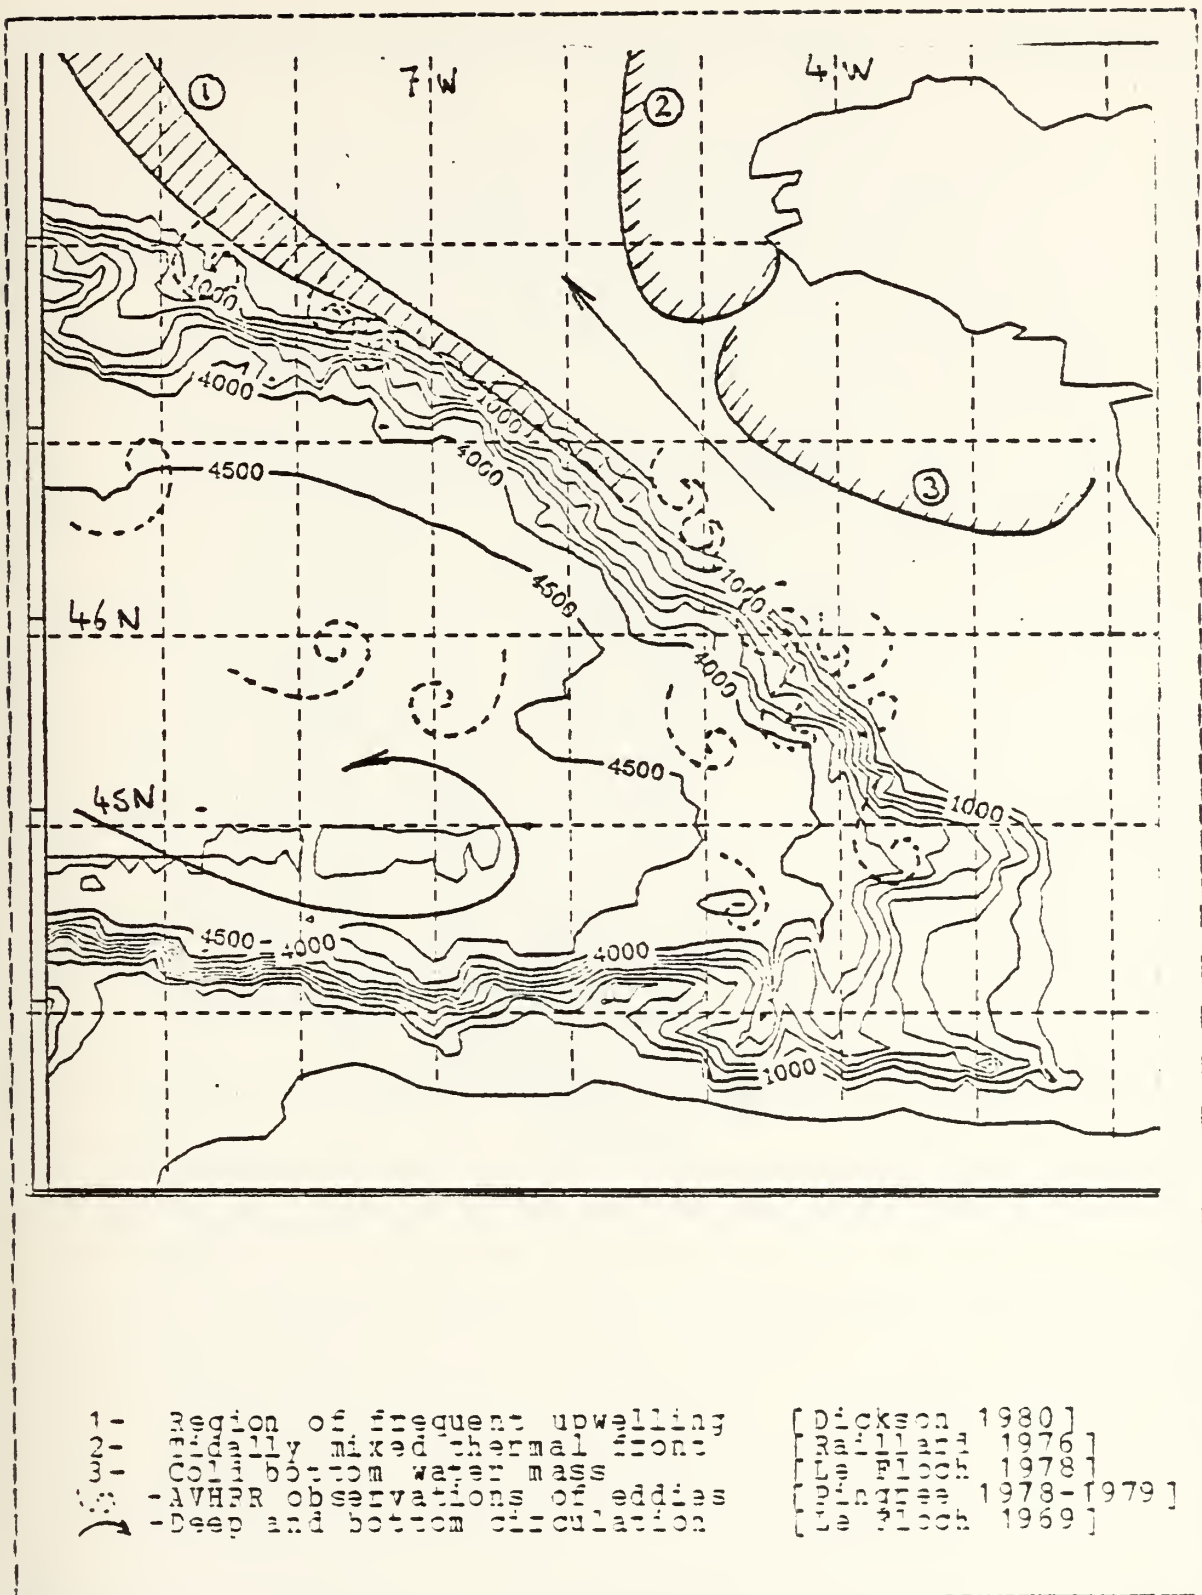 ① 7 W ② 4 W
1000
4000
1000
4500
4000
③
4500
1000
46 N
4000
4500
45N
1000
4500 4000 4000
1000
1- Region of frequent upwelling [Dickson 1980]
2- Tidally mixed thermal front [Raillard 1976]
3- Cold bottom water mass [Le Floch 1978]
-AVHRR observations of eddies [Pingree 1978-1979]
-Deep and bottom circulation [Le Floch 1969]